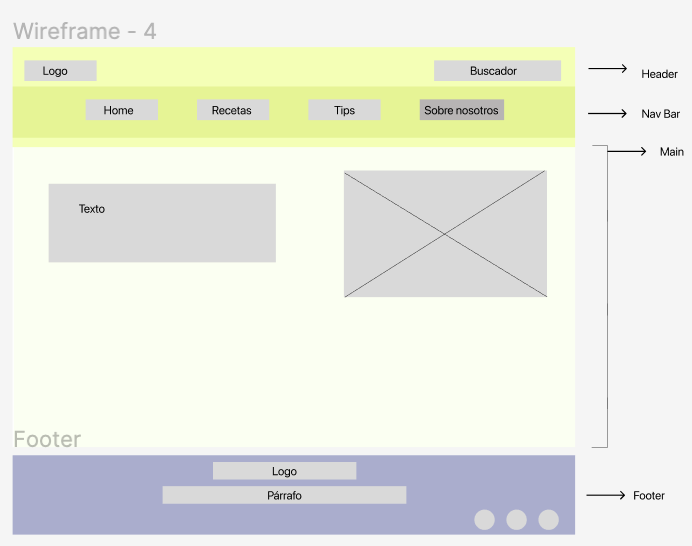 Wireframe - 4
Logo
Buscador
Header
Home
Recetas
Tips
Sobre nosotros
Nav Bar
Main
Texto
Footer
Logo
Párrafo
Footer